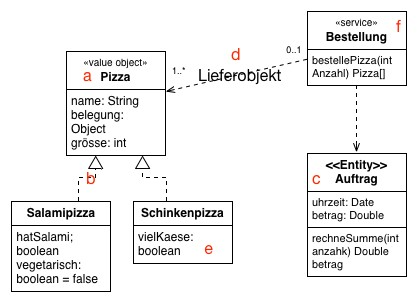 «value object»
a Pizza
name: String
belegung:
Object
grösse: int
1..*
d
Lieferobjekt
0..1
«service»
f
Bestellung
bestellePizza(int
Anzahl) Pizza[]
b
Salamipizza
hatSalami;
boolean
vegetarisch:
boolean = false
Schinkenpizza
vielKaese:
boolean
e
<<Entity>>
c Auftrag
uhrzeit: Date
betrag: Double
rechneSumme(int
anzahk) Double
betrag